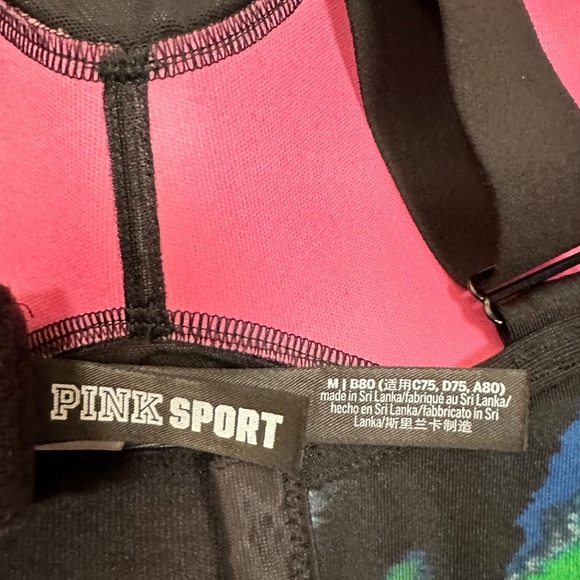 PINK SPORT
M | B80 (适用C75, D75, A80)
made in Sri Lanka/fabriqué au Sri Lanka/
hecho en Sri Lanka/fabbricato in Sri
Lanka/斯里兰卡制造